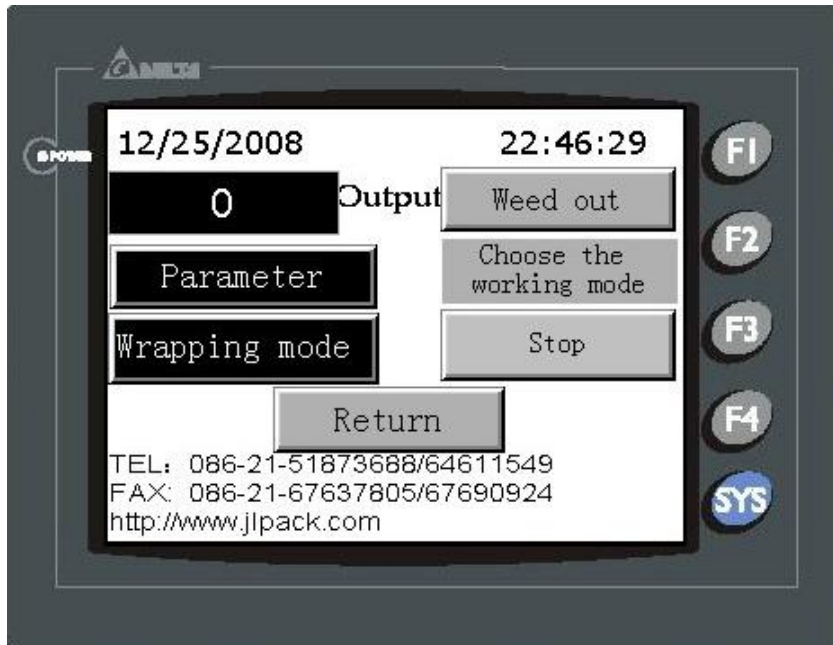 DELTA
POWER
12/25/2008 22:46:29
0 Output Weed out
Parameter
Choose the
working mode
Wrapping mode
Stop
Return
TEL: 086-21-51873688/64611549
FAX: 086-21-67637805/67690924
http://www.jlpack.com
F1
F2
F3
F4
SYS